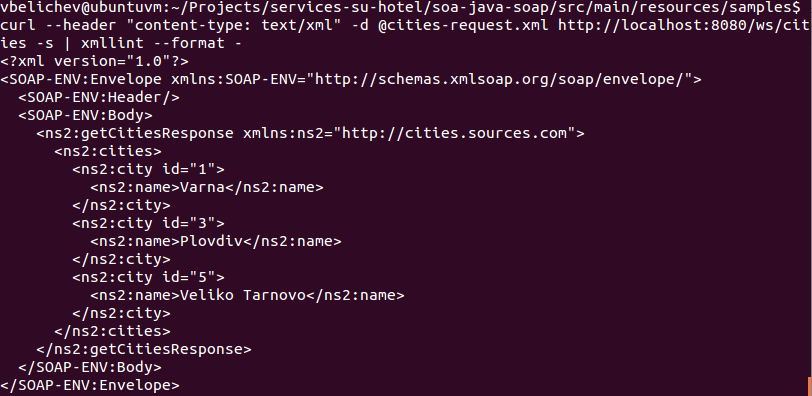 vbelichev@ubuntuvm:~/Projects/services-su-hotel/soa-java-soap/src/main/resources/samples$
curl --header "content-type: text/xml" -d @cities-request.xml http://localhost:8080/ws/cit
ies -s | xmllint --format -
<?xml version="1.0"?>
<SOAP-ENV:Envelope xmlns:SOAP-ENV="http://schemas.xmlsoap.org/soap/envelope/">
  <SOAP-ENV:Header/>
  <SOAP-ENV:Body>
    <ns2:getCitiesResponse xmlns:ns2="http://cities.sources.com">
      <ns2:cities>
        <ns2:city id="1">
          <ns2:name>Varna</ns2:name>
        </ns2:city>
        <ns2:city id="3">
          <ns2:name>Plovdiv</ns2:name>
        </ns2:city>
        <ns2:city id="5">
          <ns2:name>Veliko Tarnovo</ns2:name>
        </ns2:city>
      </ns2:cities>
    </ns2:getCitiesResponse>
  </SOAP-ENV:Body>
</SOAP-ENV:Envelope>